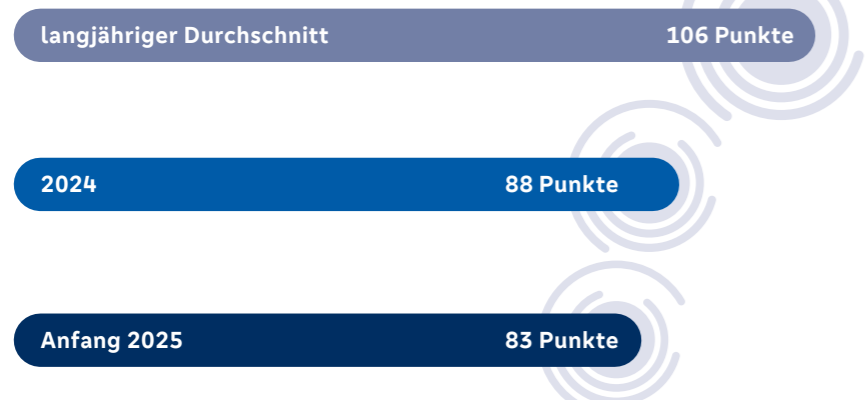 langjähriger Durchschnitt 106 Punkte
2024 88 Punkte
Anfang 2025 83 Punkte